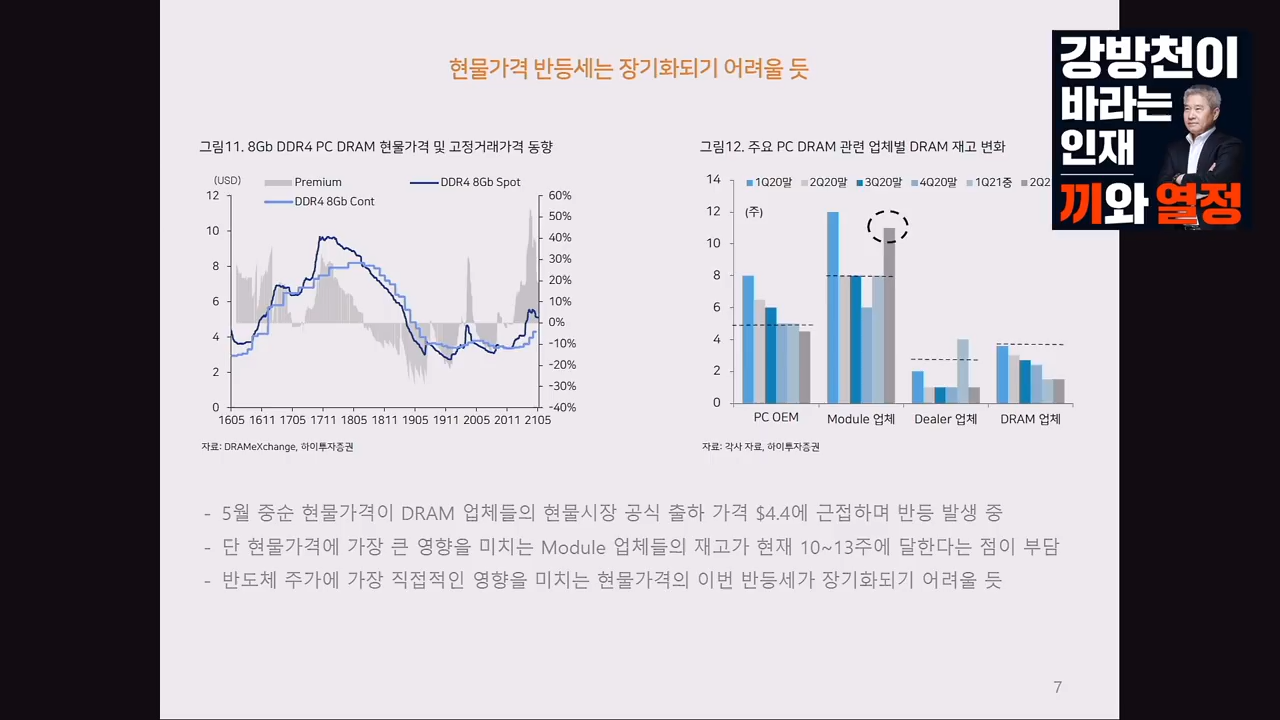 현물가격 반등세는 장기화되기 어려울 듯
강방천이
바라는
인재
끼와 열정
그림11. 8Gb DDR4 PC DRAM 현물가격 및 고정거래가격 동향
(USD)
Premium
DDR4 8Gb Spot
DDR4 8Gb Cont
12
10
8
6
4
2
0
60%
50%
40%
30%
20%
10%
0%
-10%
-20%
-30%
-40%
1605 1611 1705 1711 1805 1811 1905 1911 2005 2011 2105
자료: DRAMeXchange, 하이투자증권
그림12. 주요 PC DRAM 관련 업체별 DRAM 재고 변화
1Q20말 2Q20말 3Q20말 4Q20말 1Q21중 2Q2
(주)
14
12
10
8
6
4
2
0
PC OEM Module 업체 Dealer 업체 DRAM 업체
자료: 각사 자료, 하이투자증권
- 5월 중순 현물가격이 DRAM 업체들의 현물시장 공식 출하 가격 $4.4에 근접하며 반등 발생 중
- 단 현물가격에 가장 큰 영향을 미치는 Module 업체들의 재고가 현재 10~13주에 달한다는 점이 부담
- 반도체 주가에 가장 직접적인 영향을 미치는 현물가격의 이번 반등세가 장기화되기 어려울 듯
7